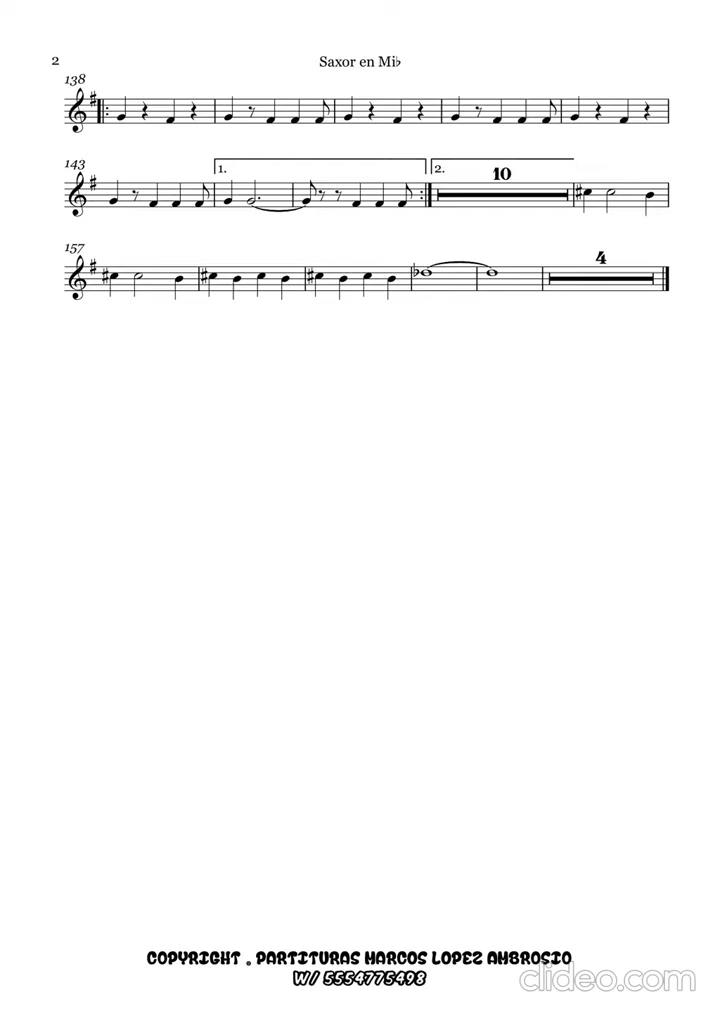 2
Saxor en Mi♭
138
143
1.
2.
10
157
4
COPYRIGHT . PARTITURAS MARCOS LOPEZ AMBROSIO
W/ 5554775498
clideo.com